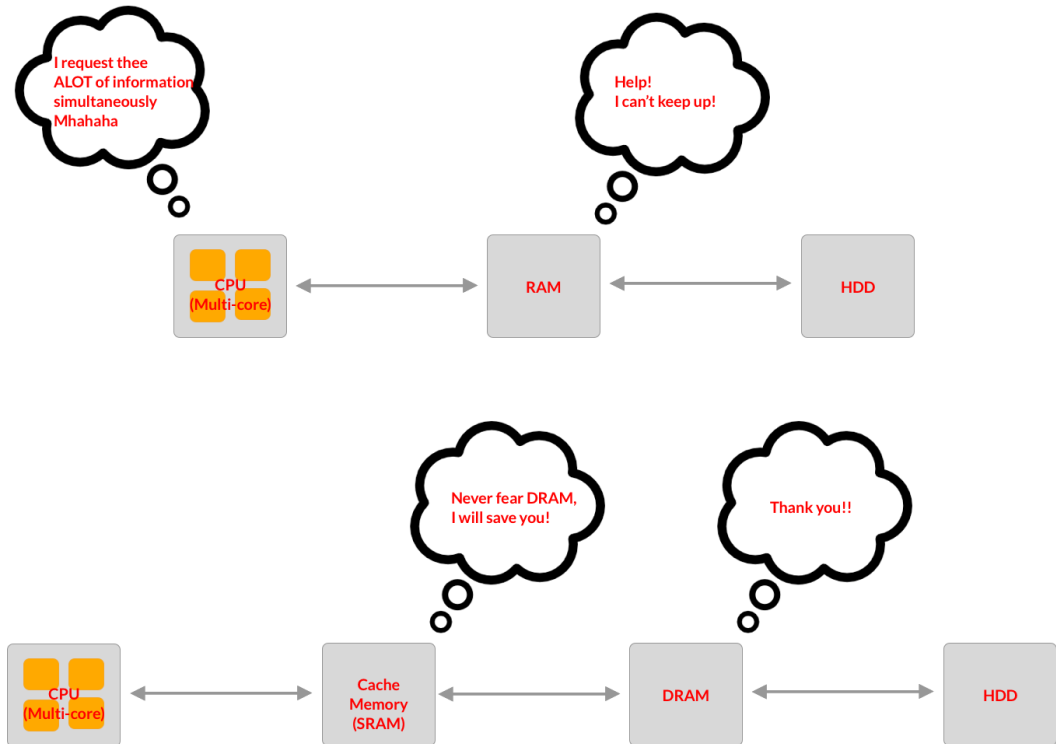 I request thee
ALOT of information
simultaneously
Mhahaha
Help!
I can't keep up!
CPU
(Multi-core)
RAM
HDD
Never fear DRAM,
I will save you!
Thank you!!
CPU
(Multi-core)
Cache
Memory
(SRAM)
DRAM
HDD